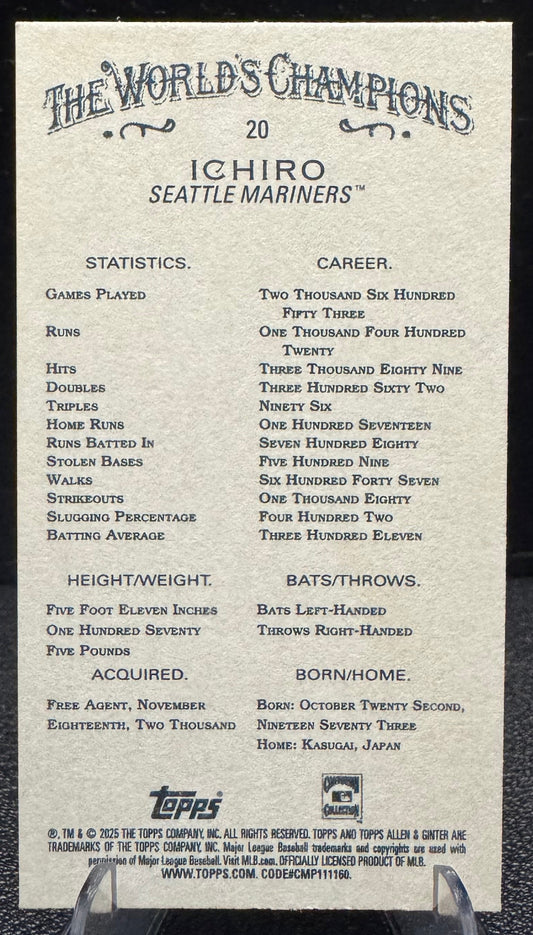 THE WORLD'S CHAMPIONS
20
ICHIRO
SEATTLE MARINERS™
STATISTICS. CAREER.
GAMES PLAYED TWO THOUSAND SIX HUNDRED
FIFTY THREE
RUNS ONE THOUSAND FOUR HUNDRED
TWENTY
HITS THREE THOUSAND EIGHTY NINE
DOUBLES THREE HUNDRED SIXTY TWO
TRIPLES NINETY SIX
HOME RUNS ONE HUNDRED SEVENTEEN
RUNS BATTED IN SEVEN HUNDRED EIGHTY
STOLEN BASES FIVE HUNDRED NINE
WALKS SIX HUNDRED FORTY SEVEN
STRIKEOUTS ONE THOUSAND EIGHTY
SLUGGING PERCENTAGE FOUR HUNDRED TWO
BATTING AVERAGE THREE HUNDRED ELEVEN
HEIGHT/WEIGHT. BATS/THROWS.
FIVE FOOT ELEVEN INCHES BATS LEFT-HANDED
ONE HUNDRED SEVENTY THROWS RIGHT-HANDED
FIVE POUNDS
ACQUIRED. BORN/HOME.
FREE AGENT, NOVEMBER BORN: OCTOBER TWENTY SECOND,
EIGHTEENTH, TWO THOUSAND NINETEEN SEVENTY THREE
HOME: KASUGAI, JAPAN
Topps COOPERSTOWN
COLLECTION
®, TM & © 2025 THE TOPPS COMPANY, INC. ALL RIGHTS RESERVED. TOPPS AND TOPPS ALLEN & GINTER ARE
TRADEMARKS OF THE TOPPS COMPANY, INC. Major League Baseball trademarks and copyrights are used with
permission of Major League Baseball. Visit MLB.com. OFFICIALLY LICENSED PRODUCT OF MLB.
WWW.TOPPS.COM. CODE#CMP111160.